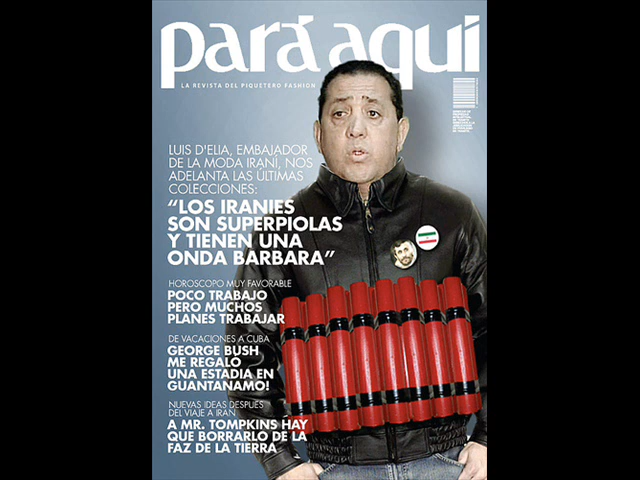 pará aquí
LA REVISTA DEL PIQUETERO FASHION
LUIS D'ELIA, EMBAJADOR
DE LA MODA IRANÍ, NOS
ADELANTA LAS ÚLTIMAS
COLECCIONES:
"LOS IRANIES
SON SUPERPIOLAS
Y TIENEN UNA
ONDA BARBARA"
HOROSCOPO MUY FAVORABLE
POCO TRABAJO
PERO MUCHOS
PLANES TRABAJAR
DE VACACIONES A CUBA
GEORGE BUSH
ME REGALÓ
UNA ESTADIA EN
GUANTANAMO!
NUEVAS IDEAS DESPUES
DEL VIAJE A IRAN
A MR. TOMPKINS HAY
QUE BORRARLO DE LA
FAZ DE LA TIERRA